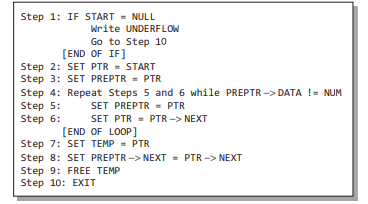 Step 1: IF START = NULL
Write UNDERFLOW
Go to Step 10
[END OF IF]
Step 2: SET PTR = START
Step 3: SET PREPTR = PTR
Step 4: Repeat Steps 5 and 6 while PREPTR->DATA != NUM
Step 5: SET PREPTR = PTR
Step 6: SET PTR = PTR->NEXT
[END OF LOOP]
Step 7: SET TEMP = PTR
Step 8: SET PREPTR->NEXT = PTR->NEXT
Step 9: FREE TEMP
Step 10: EXIT